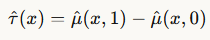 τ̂(x) = μ̂(x, 1) − μ̂(x, 0)